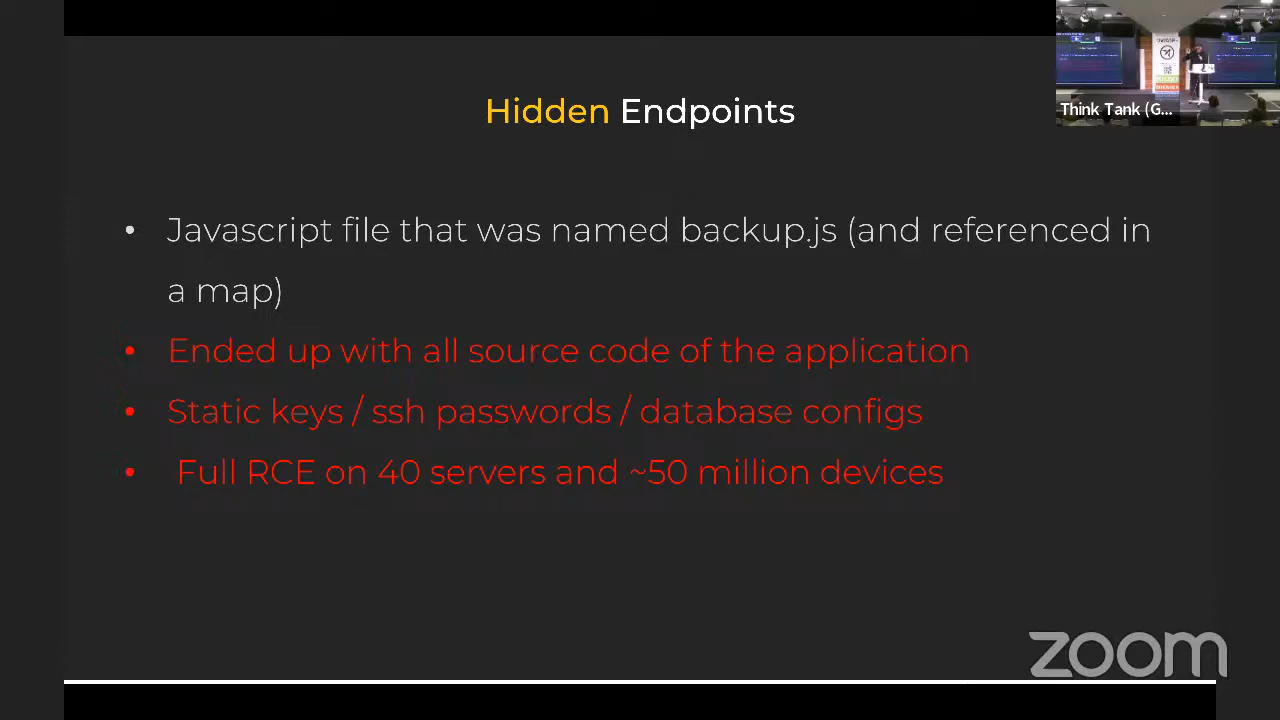 Hidden Endpoints
Think Tank (G...
• Javascript file that was named backup.js (and referenced in
a map)
• Ended up with all source code of the application
• Static keys / ssh passwords / database configs
• Full RCE on 40 servers and ~50 million devices
zoom